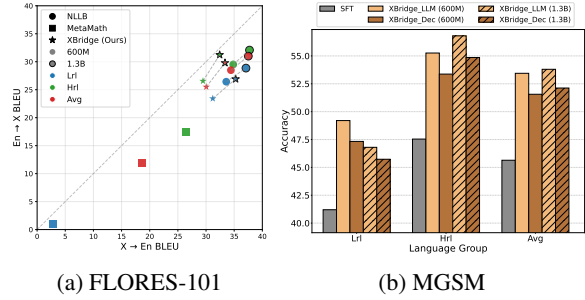 NLLB
MetaMath
XBridge (Ours)
600M
1.3B
Lrl
Hrl
Avg
40
35
30
25
20
15
10
5
0
0 5 10 15 20 25 30 35 40
En → X BLEU
X → En BLEU
(a) FLORES-101
SFT
XBridge_LLM (600M)
XBridge_Dec (600M)
XBridge_LLM (1.3B)
XBridge_Dec (1.3B)
57.5
55.0
52.5
50.0
47.5
45.0
42.5
40.0
Accuracy
Lrl Hrl Avg
Language Group
(b) MGSM